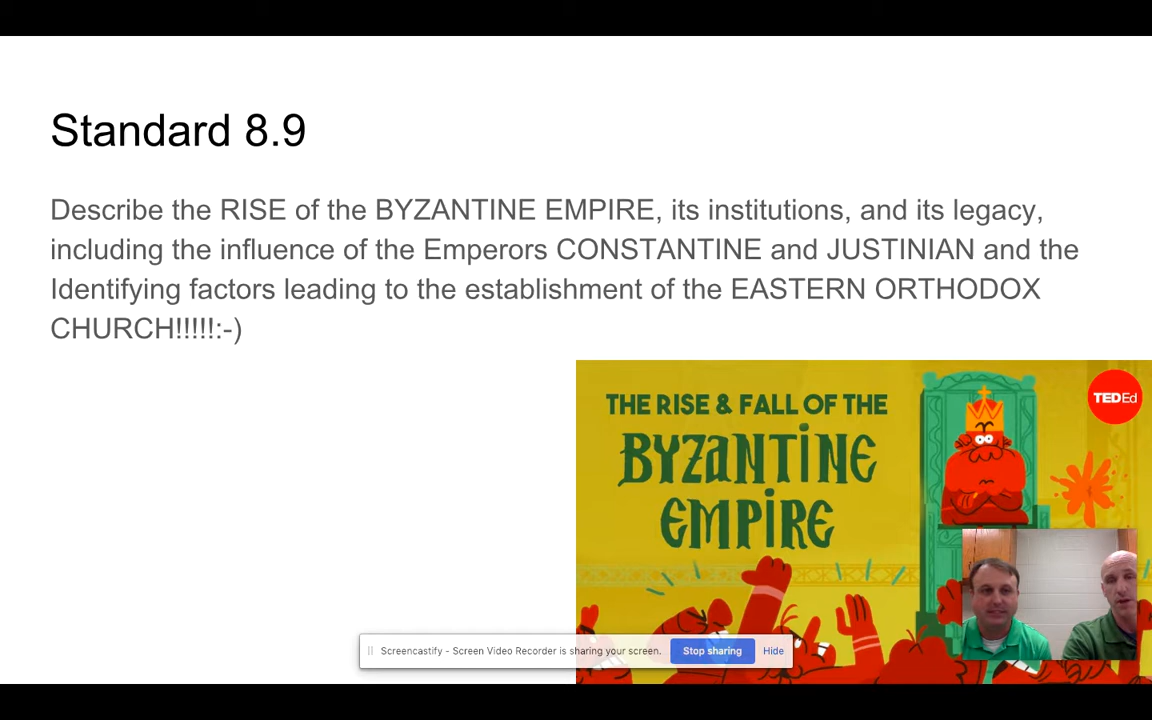 Standard 8.9
Describe the RISE of the BYZANTINE EMPIRE, its institutions, and its legacy,
including the influence of the Emperors CONSTANTINE and JUSTINIAN and the
Identifying factors leading to the establishment of the EASTERN ORTHODOX
CHURCH!!!!!:-)
THE RISE & FALL OF THE
BYZANTINE
EMPIRE
TEDEd
Screencastify - Screen Video Recorder is sharing your screen.
Stop sharing
Hide